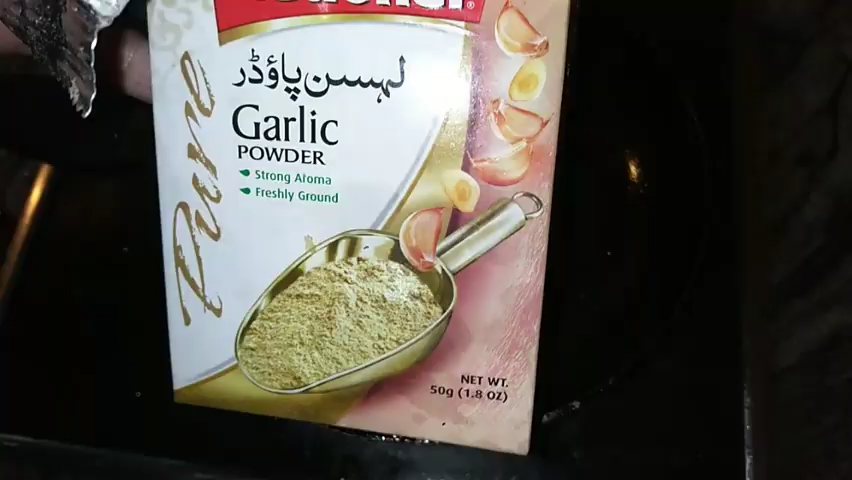 لہسن پاؤڈر
Garlic
POWDER
Strong Aroma
Freshly Ground
Pure
NET WT.
50g (1.8 OZ)